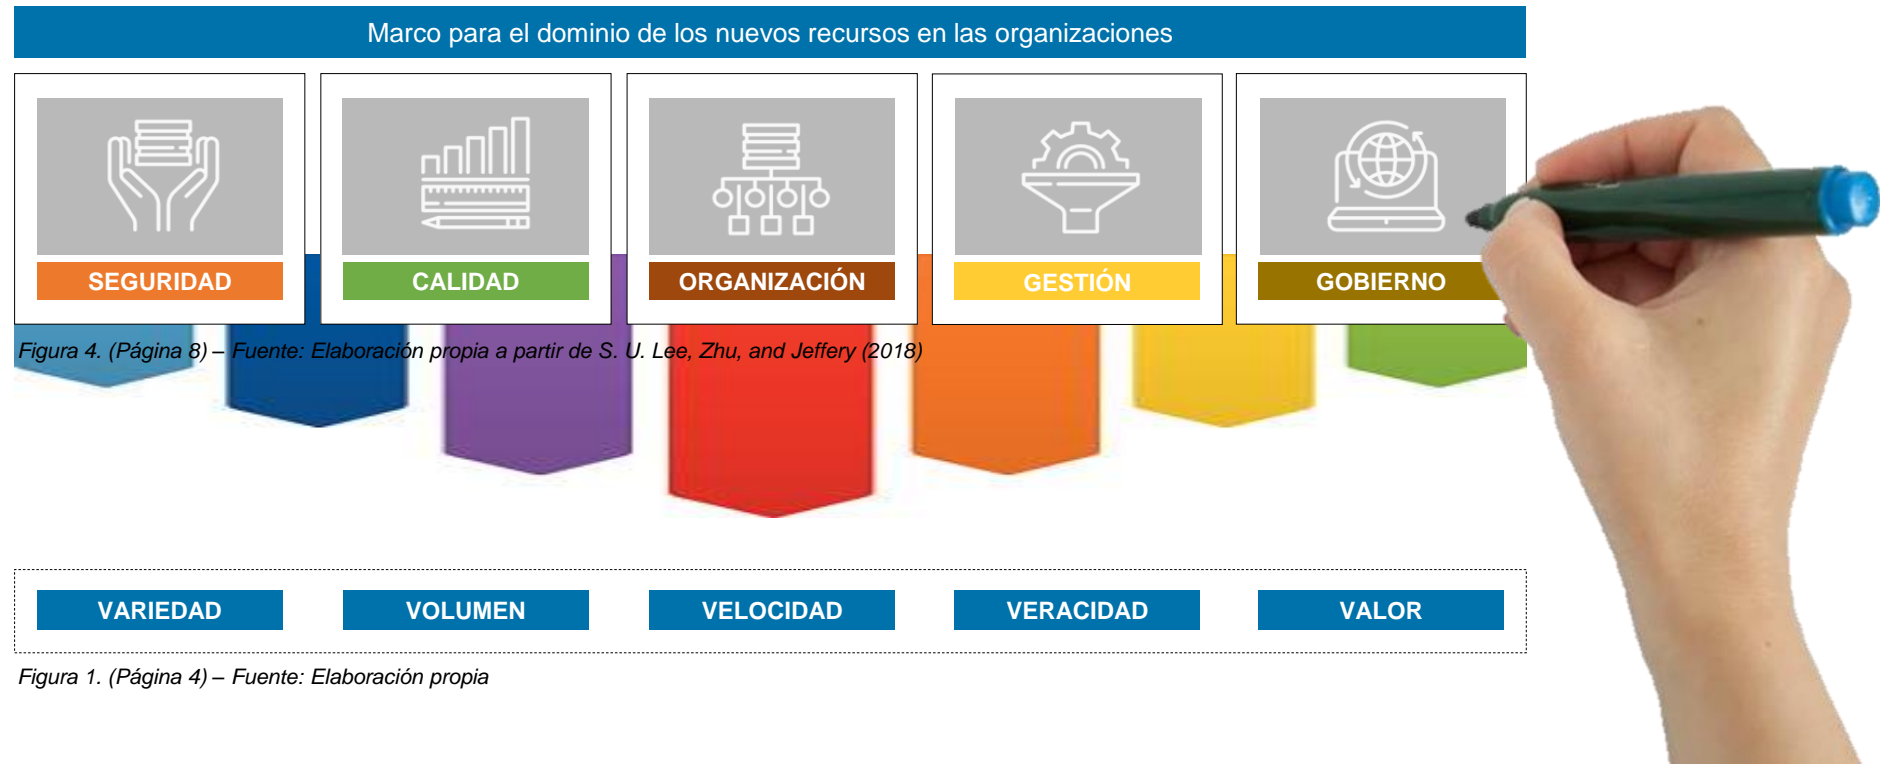 Marco para el dominio de los nuevos recursos en las organizaciones
SEGURIDAD
CALIDAD
ORGANIZACIÓN
GESTIÓN
GOBIERNO
Figura 4. (Página 8) – Fuente: Elaboración propia a partir de S. U. Lee, Zhu, and Jeffery (2018)
VARIEDAD
VOLUMEN
VELOCIDAD
VERACIDAD
VALOR
Figura 1. (Página 4) – Fuente: Elaboración propia